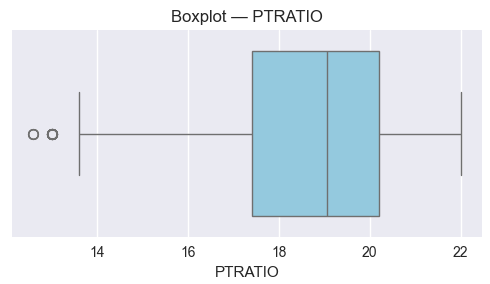 Boxplot — PTRATIO
14 16 18 20 22
PTRATIO